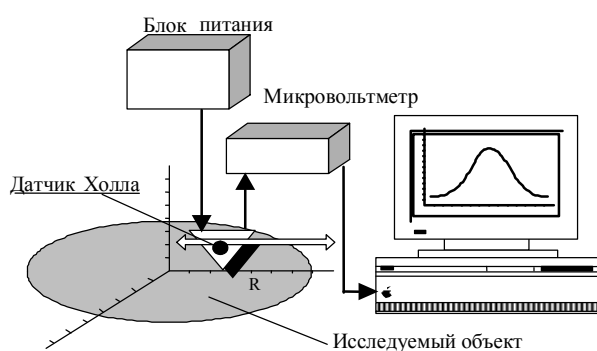 Блок питания
Микровольтметр
Датчик Холла
R
Исследуемый объект